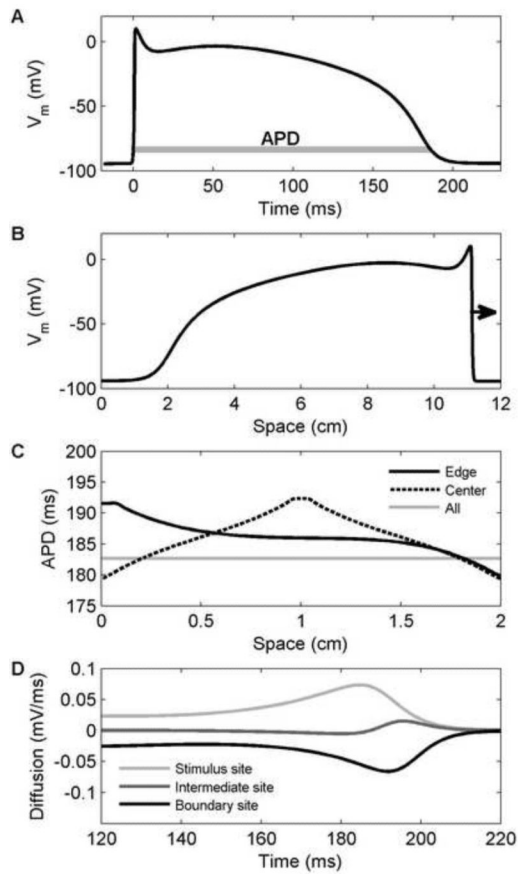 A
V_m (mV)
0
-50
-100
APD
0
50
100
150
200
Time (ms)
B
V_m (mV)
0
-50
-100
0
2
4
6
8
10
12
Space (cm)
C
APD (ms)
200
195
190
185
180
175
Edge
Center
All
0
0.5
1
1.5
2
Space (cm)
D
Diffusion (mV/ms)
0.1
0.05
0
-0.05
-0.1
Stimulus site
Intermediate site
Boundary site
120
140
160
180
200
220
Time (ms)